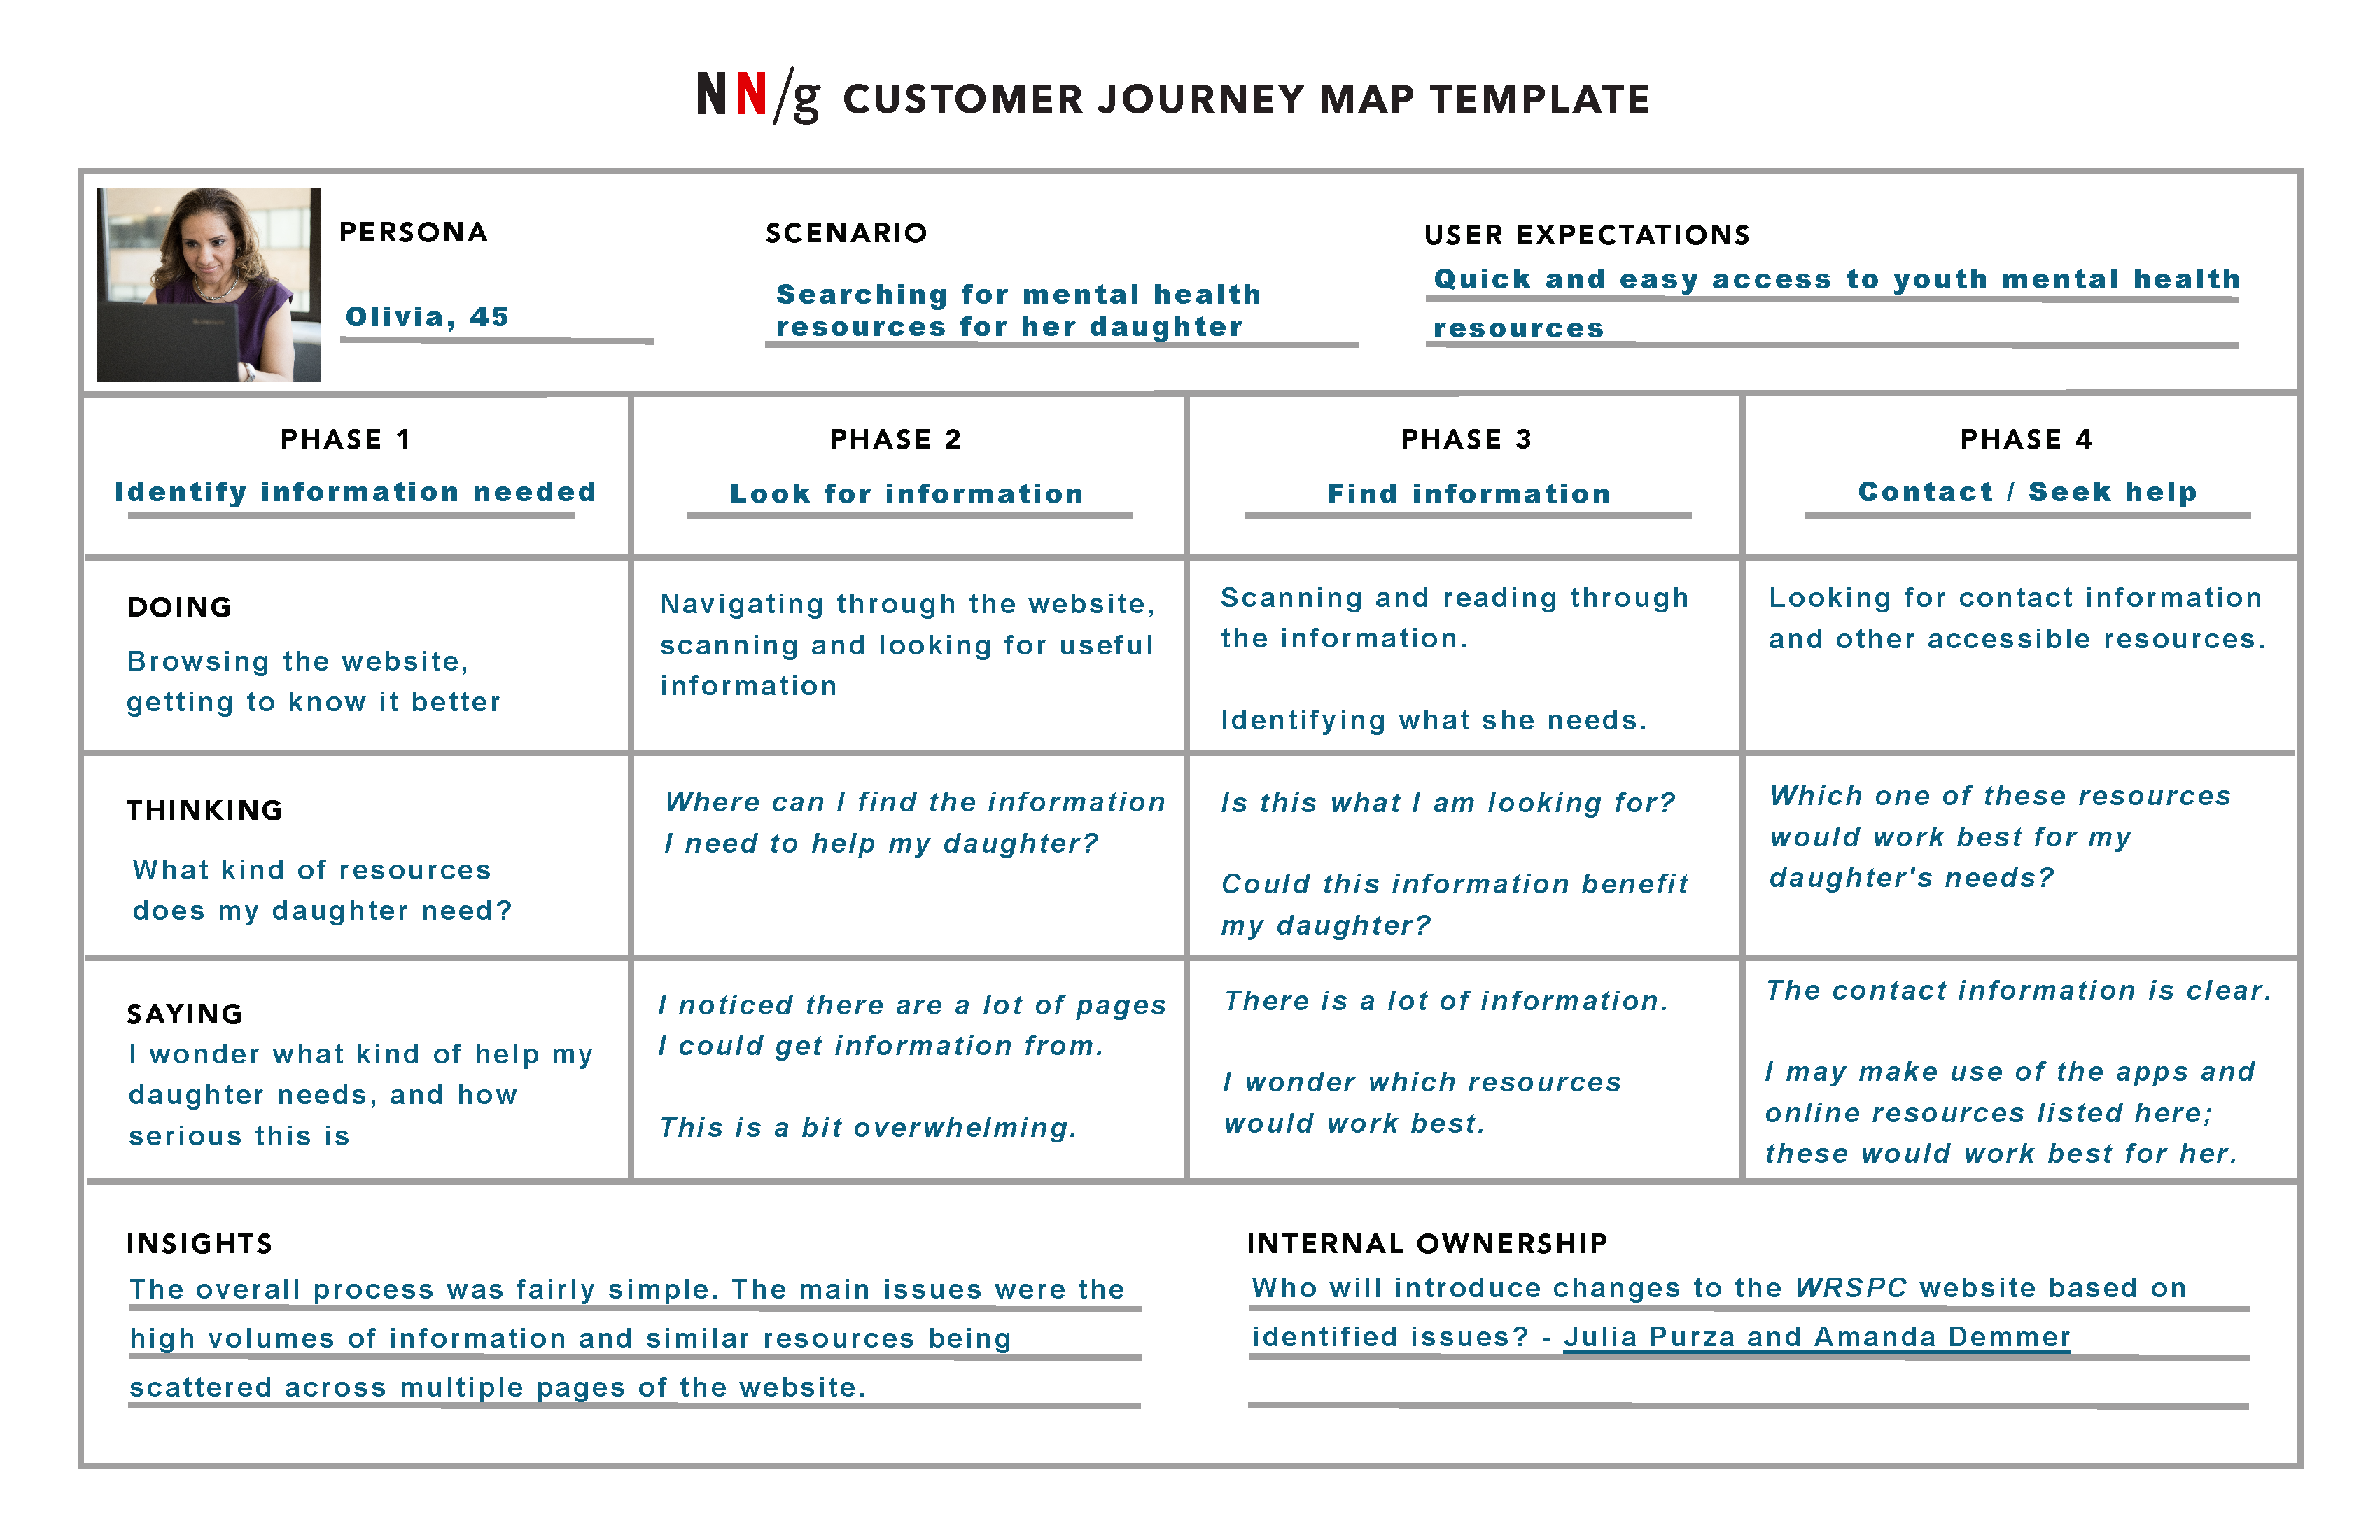 NN/g CUSTOMER JOURNEY MAP TEMPLATE
PERSONA
Olivia, 45
SCENARIO
Searching for mental health
resources for her daughter
USER EXPECTATIONS
Quick and easy access to youth mental health
resources
PHASE 1
Identify information needed
PHASE 2
Look for information
PHASE 3
Find information
PHASE 4
Contact / Seek help
DOING
Browsing the website,
getting to know it better
Navigating through the website,
scanning and looking for useful
information
Scanning and reading through
the information.
Identifying what she needs.
Looking for contact information
and other accessible resources.
THINKING
What kind of resources
does my daughter need?
Where can I find the information
I need to help my daughter?
Is this what I am looking for?
Could this information benefit
my daughter?
Which one of these resources
would work best for my
daughter's needs?
SAYING
I wonder what kind of help my
daughter needs, and how
serious this is
I noticed there are a lot of pages
I could get information from.
This is a bit overwhelming.
There is a lot of information.
I wonder which resources
would work best.
The contact information is clear.
I may make use of the apps and
online resources listed here;
these would work best for her.
INSIGHTS
The overall process was fairly simple. The main issues were the
high volumes of information and similar resources being
scattered across multiple pages of the website.
INTERNAL OWNERSHIP
Who will introduce changes to the WRSPC website based on
identified issues? - Julia Purza and Amanda Demmer